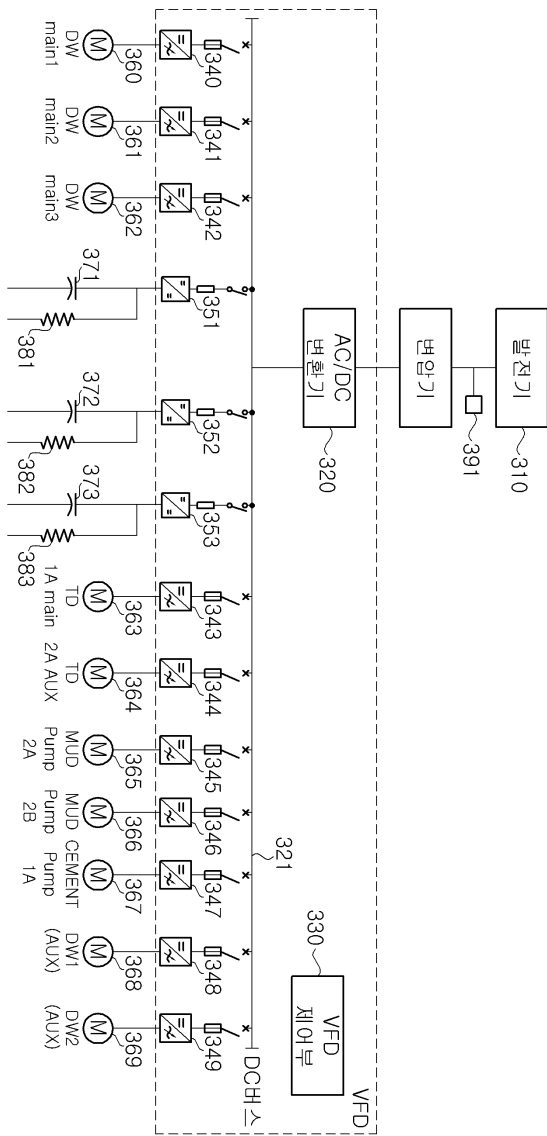 발전기
310
391
변압기
AC/DC
변환기
320
VFD
VFD
제어부
330
DC버스
321
340
341
342
351
352
353
343
344
345
346
347
348
349
360
361
362
371
381
372
382
373
383
363
364
365
366
367
368
369
M
M
M
M
M
M
M
M
M
M
DW
main1
DW
main2
DW
main3
TD
1A main
TD
2A AUX
MUD
Pump
2A
MUD
Pump
2B
CEMENT
Pump
1A
DW1
(AUX)
DW2
(AUX)